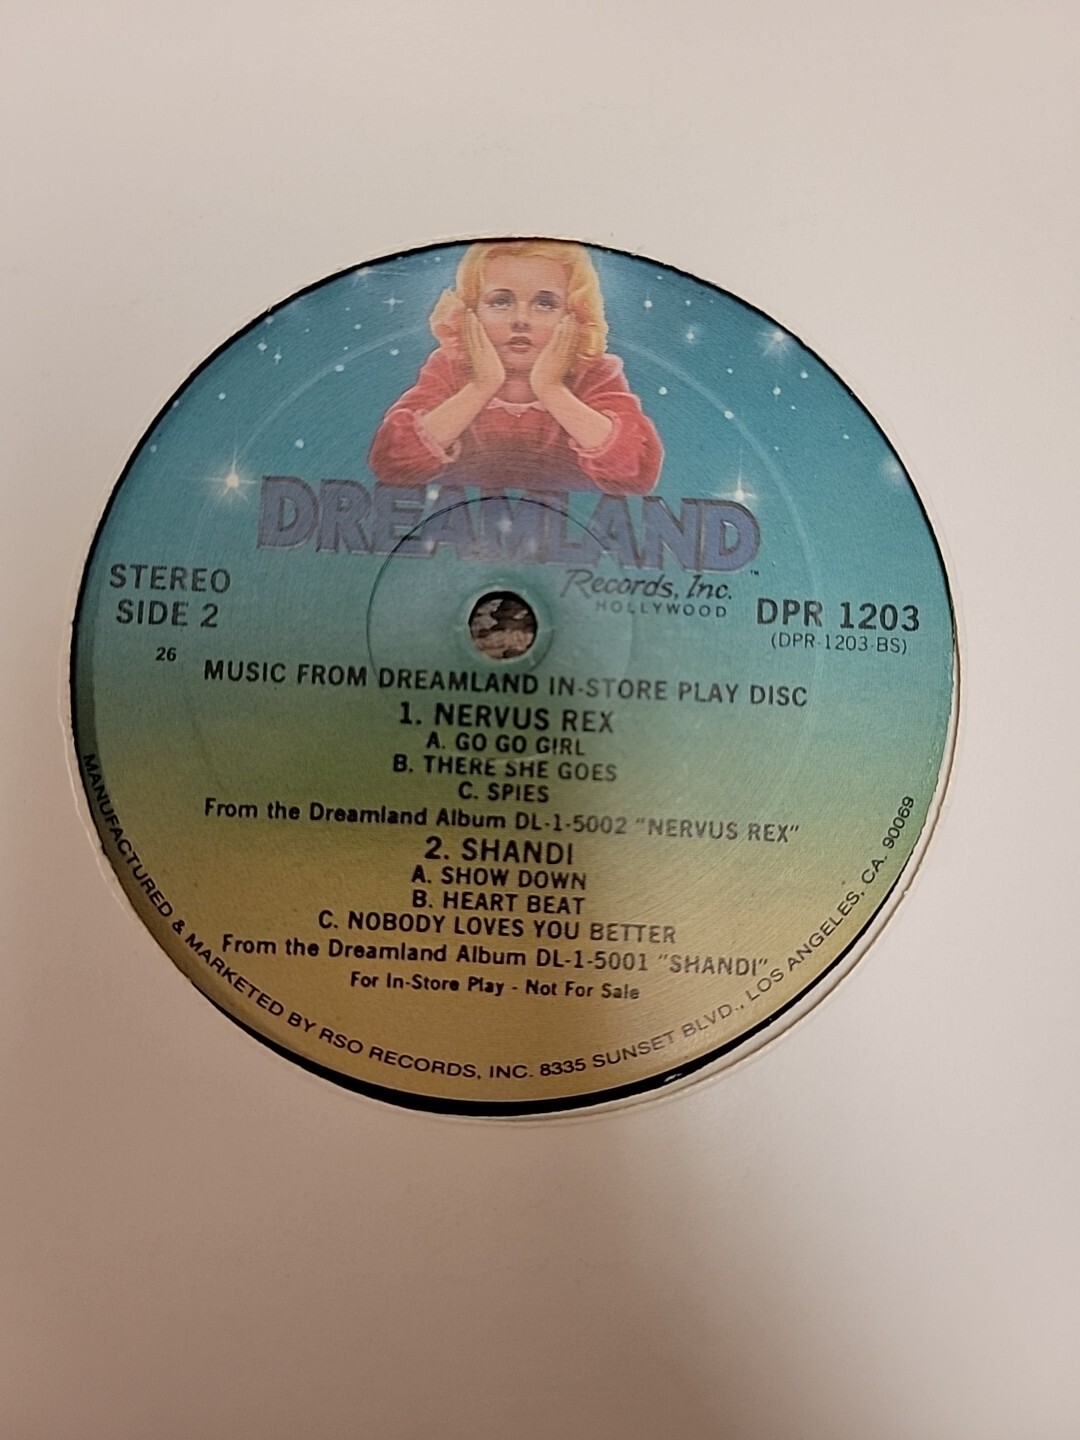 DREAMLAND
Records, Inc.™
HOLLYWOOD
STEREO
SIDE 2
DPR 1203
(DPR-1203-BS)
26
MUSIC FROM DREAMLAND IN-STORE PLAY DISC
1. NERVUS REX
A. GO GO GIRL
B. THERE SHE GOES
C. SPIES
From the Dreamland Album DL-1-5002 "NERVUS REX"
2. SHANDI
A. SHOW DOWN
B. HEART BEAT
C. NOBODY LOVES YOU BETTER
From the Dreamland Album DL-1-5001 "SHANDI"
For In-Store Play - Not For Sale
MANUFACTURED & MARKETED BY RSO RECORDS, INC. 8335 SUNSET BLVD., LOS ANGELES, CA. 90069